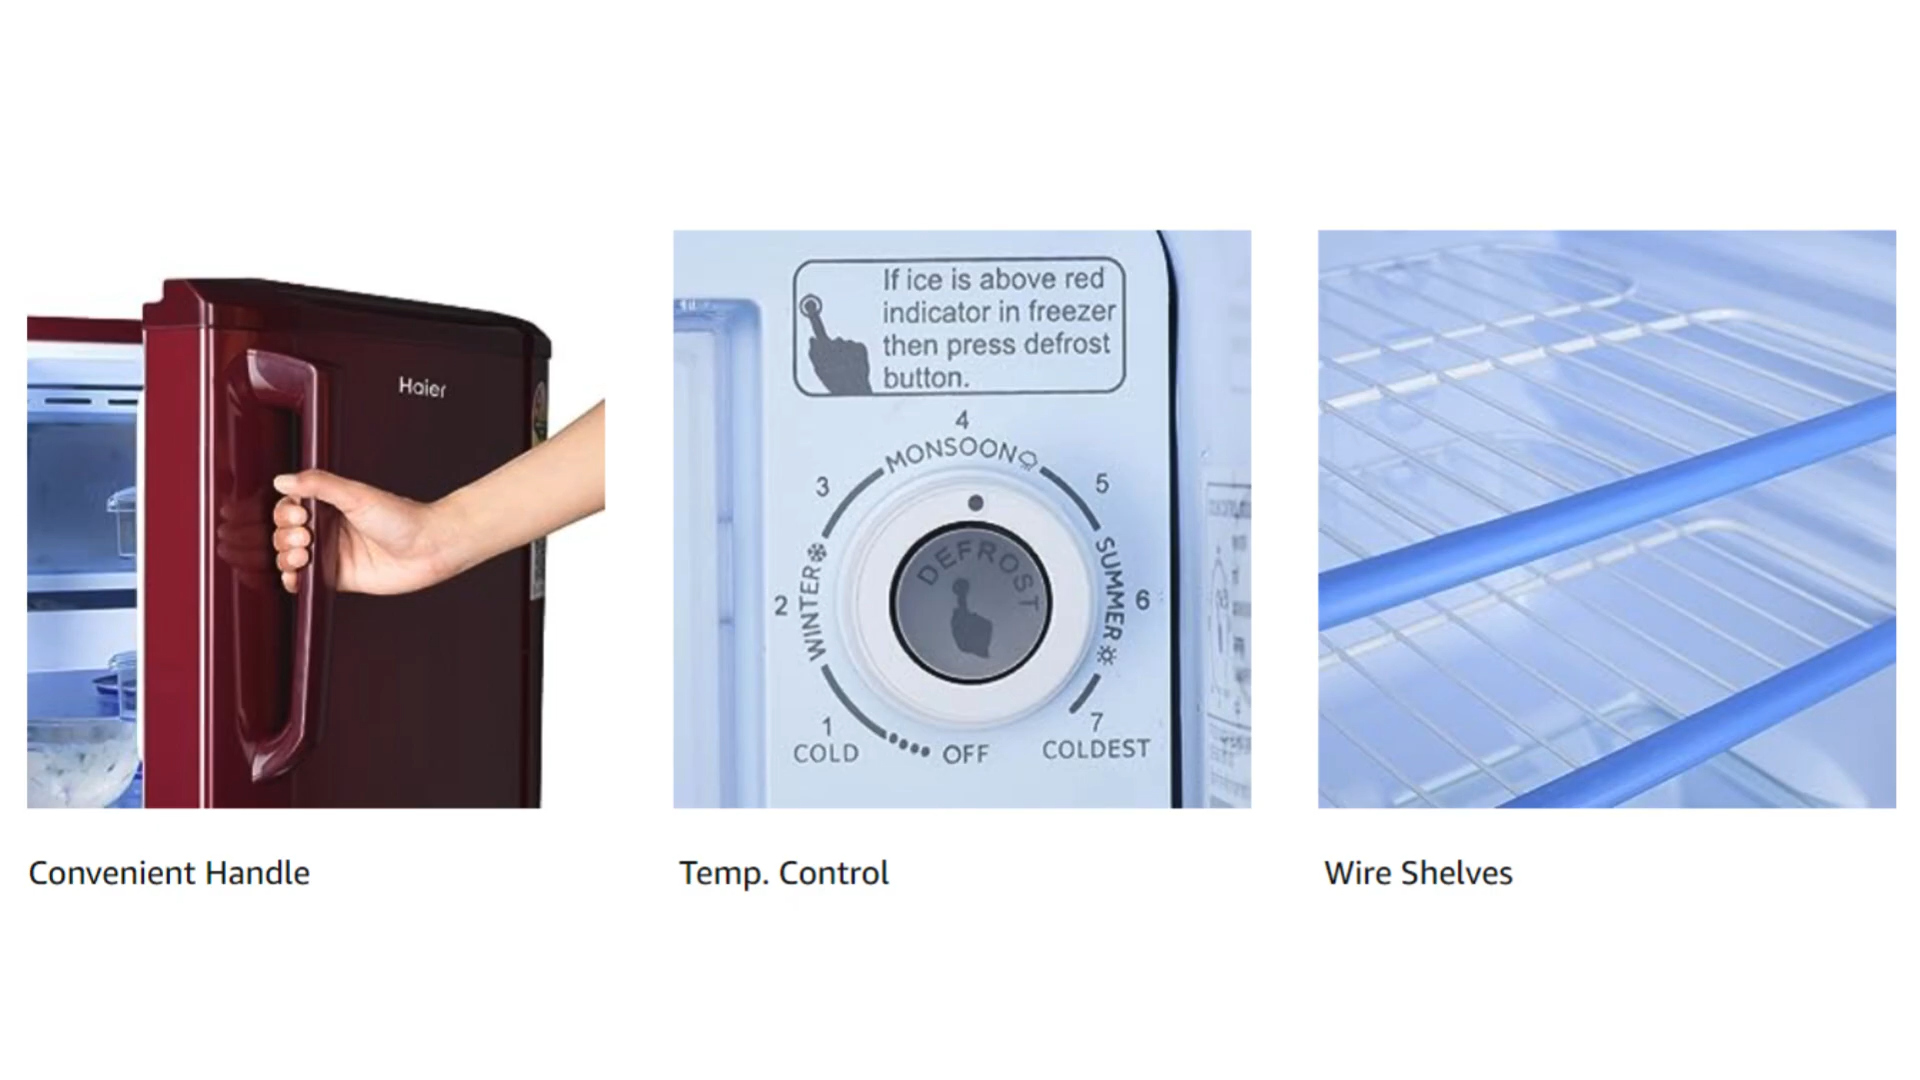 Haier
If ice is above red
indicator in freezer
then press defrost
button.
4
MONSOON
3
5
DEFROST
WINTER
SUMMER
2
6
1
7
COLD
OFF
COLDEST
Convenient Handle
Temp. Control
Wire Shelves